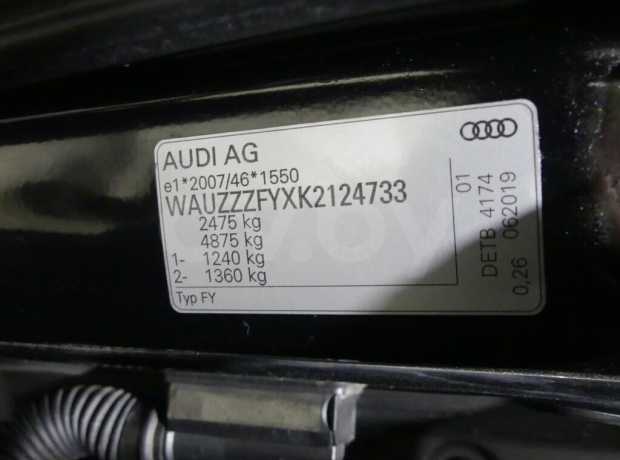 AUDI AG
e1*2007/46*1550
WAUZZZFYXK2124733
2475 kg
4875 kg
1- 1240 kg
2- 1360 kg
Typ FY
01
DETB 4174
062019
0,26